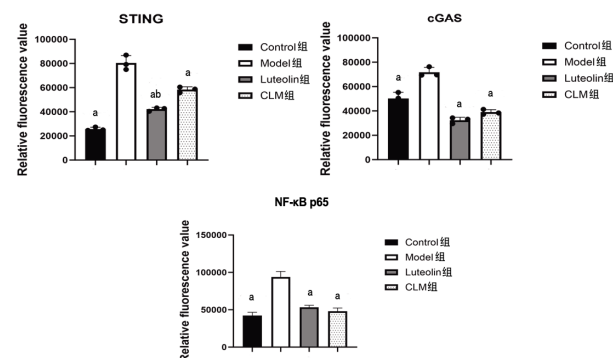 STING
Relative fluorescence value
100000
80000
60000
40000
20000
0
a
ab
a
Control组
Model组
Luteolin组
CLM组
cGAS
Relative fluorescence value
100000
80000
60000
40000
20000
0
a
a
a
Control组
Model组
Luteolin组
CLM组
NF-κB p65
Relative fluorescence value
150000
100000
50000
0
a
a
a
Control组
Model组
Luteolin组
CLM组